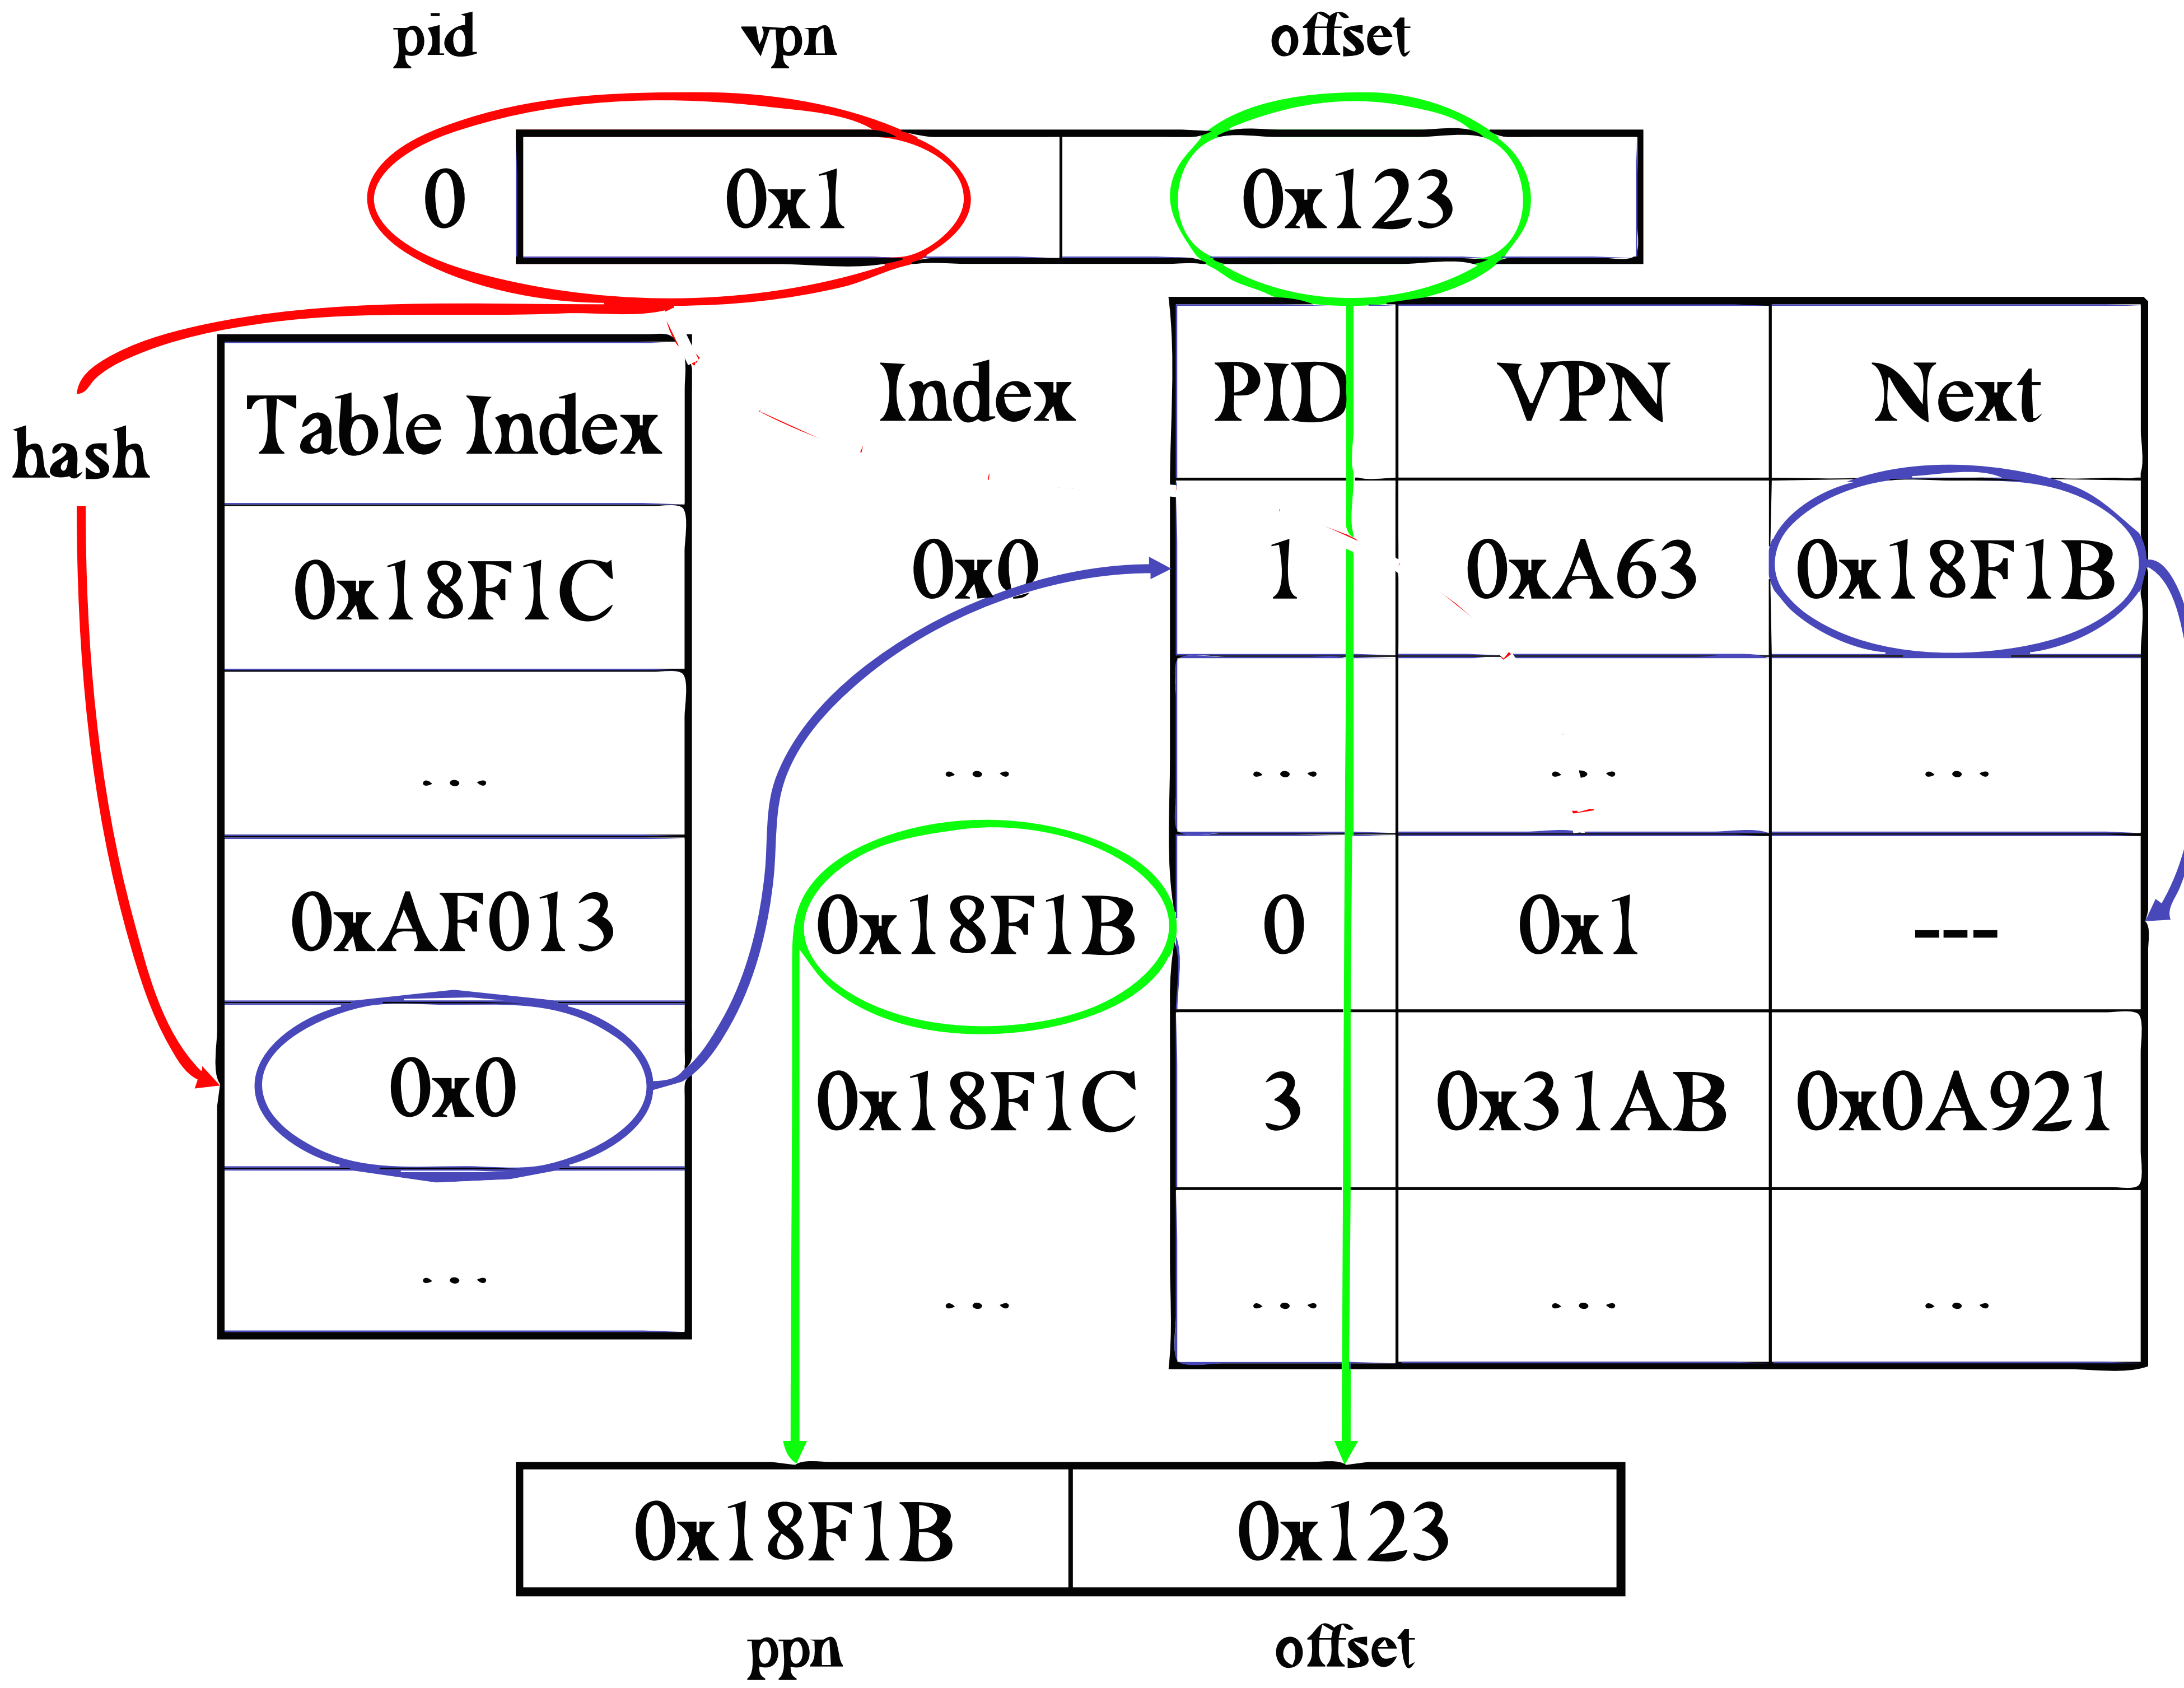 pid vpn offset
0 0x1 0x123
Table Index
0x18F1C
...
0xAF013
0x0
...
hash
Index PID VPN Next
0x0 1 0xA63 0x18F1B
... ... ... ...
0x18F1B 0 0x1 ---
0x18F1C 3 0x31AB 0x0A921
... ... ... ...
0x18F1B 0x123
ppn offset